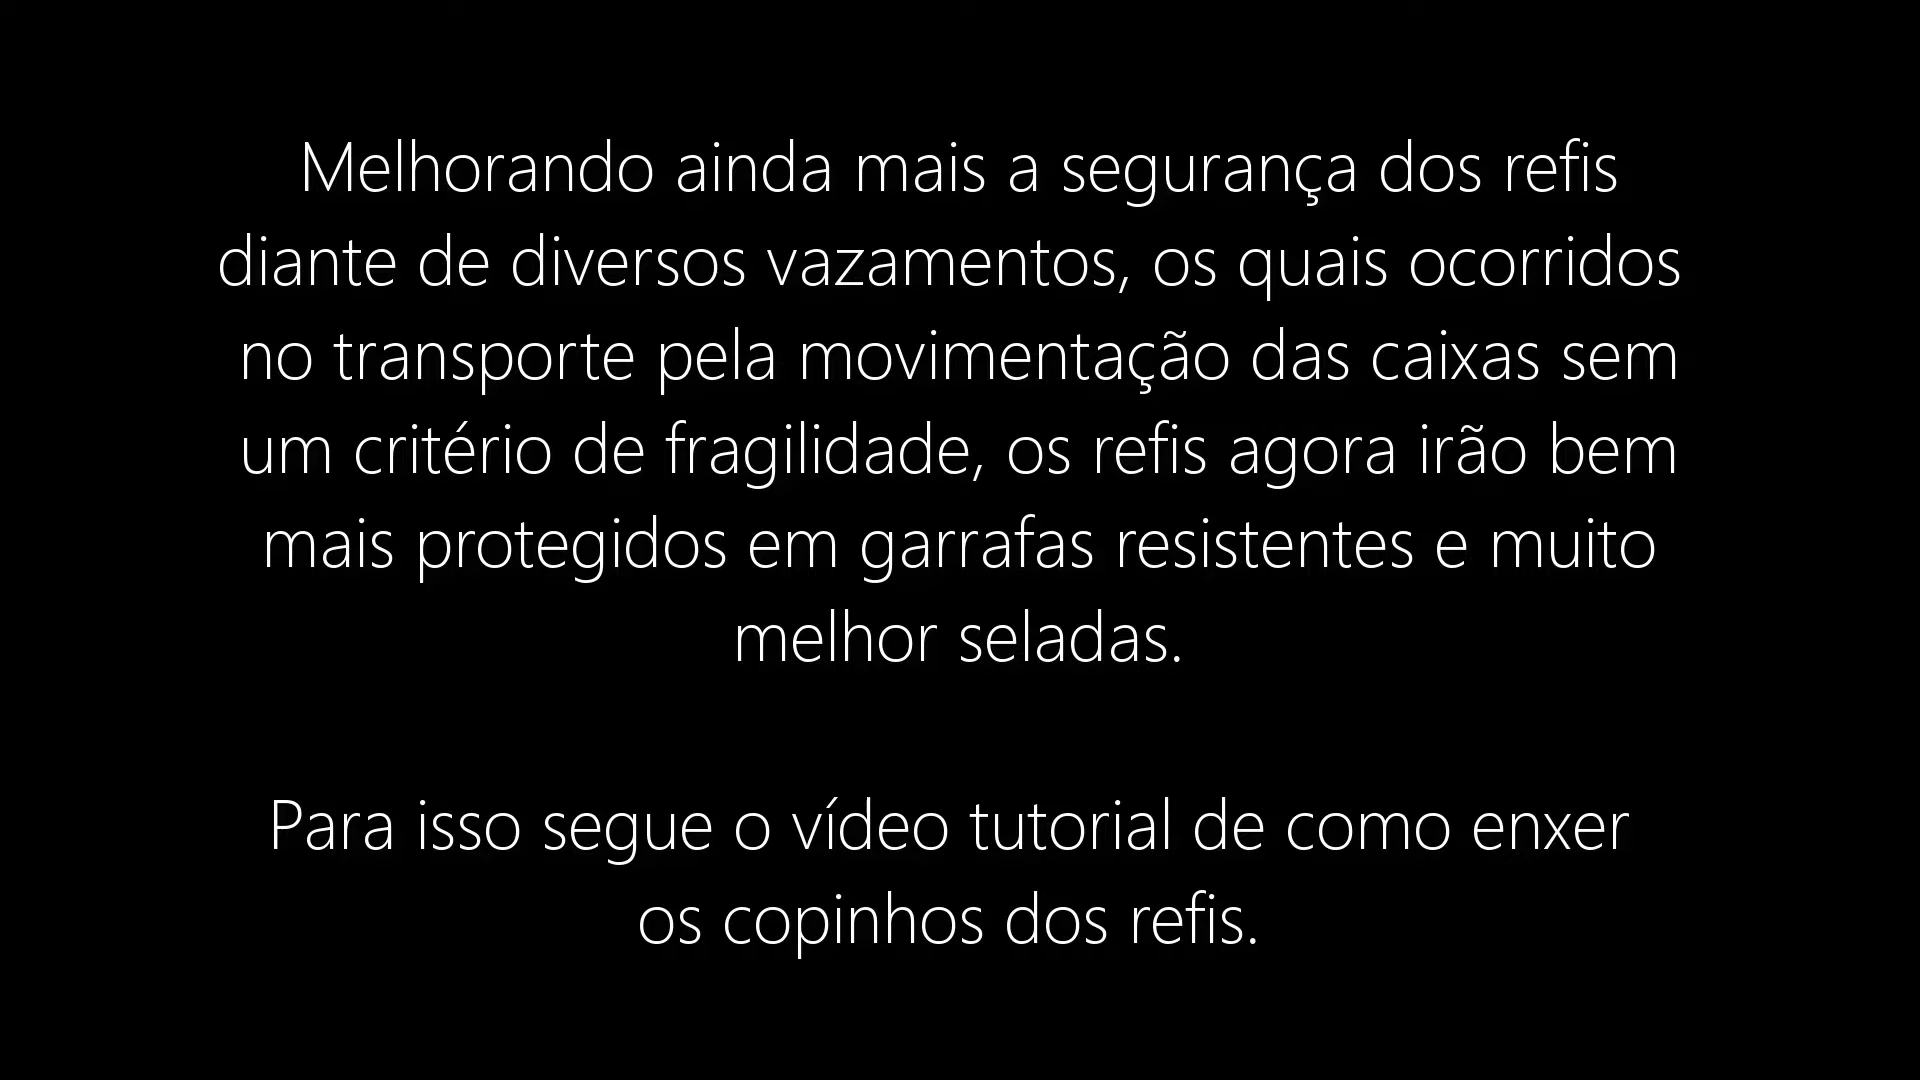 Melhorando ainda mais a segurança dos refis
diante de diversos vazamentos, os quais ocorridos
no transporte pela movimentação das caixas sem
um critério de fragilidade, os refis agora irão bem
mais protegidos em garrafas resistentes e muito
melhor seladas.
Para isso segue o vídeo tutorial de como enxer
os copinhos dos refis.